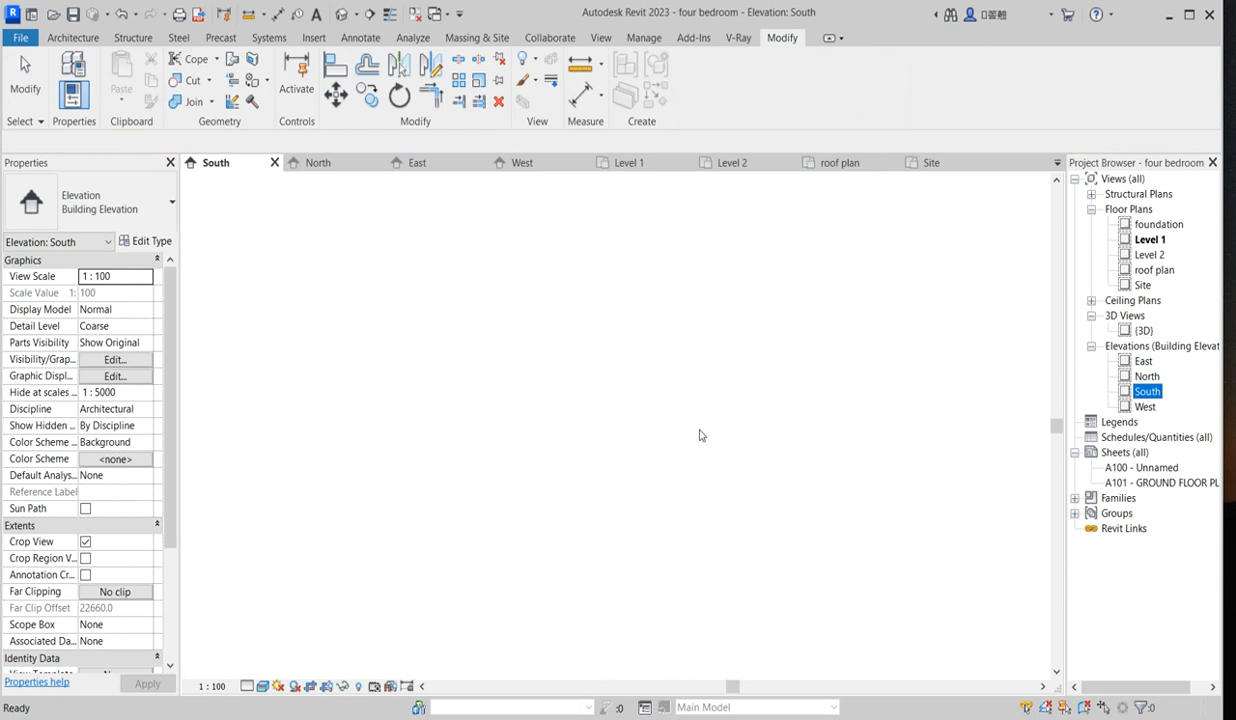 Autodesk Revit 2023 - four bedroom - Elevation: South
File Architecture Structure Steel Precast Systems Insert Annotate Analyze Massing & Site Collaborate View Manage Add-Ins V-Ray Modify
Modify
Properties
Paste
Cope
Cut
Join
Activate
Select Properties Clipboard Geometry Controls Modify View Measure Create
Properties
South North East West Level 1 Level 2 roof plan Site
Project Browser - four bedroom
Elevation
Building Elevation
Elevation: South Edit Type
Graphics
View Scale 1 : 100
Scale Value 1: 100
Display Model Normal
Detail Level Coarse
Parts Visibility Show Original
Visibility/Grap... Edit...
Graphic Displ... Edit...
Hide at scales ... 1 : 5000
Discipline Architectural
Show Hidden ... By Discipline
Color Scheme ... Background
Color Scheme <none>
Default Analys... None
Reference Label
Sun Path
Extents
Crop View
Crop Region V...
Annotation Cr...
Far Clipping No clip
Far Clip Offset 22660.0
Scope Box None
Associated Da... None
Identity Data
Properties help Apply
Views (all)
Structural Plans
Floor Plans
foundation
Level 1
Level 2
roof plan
Site
Ceiling Plans
3D Views
{3D}
Elevations (Building Elevat
East
North
South
West
Legends
Schedules/Quantities (all)
Sheets (all)
A100 - Unnamed
A101 - GROUND FLOOR PL
Families
Groups
Revit Links
1 : 100
Ready
:0
Main Model
:0